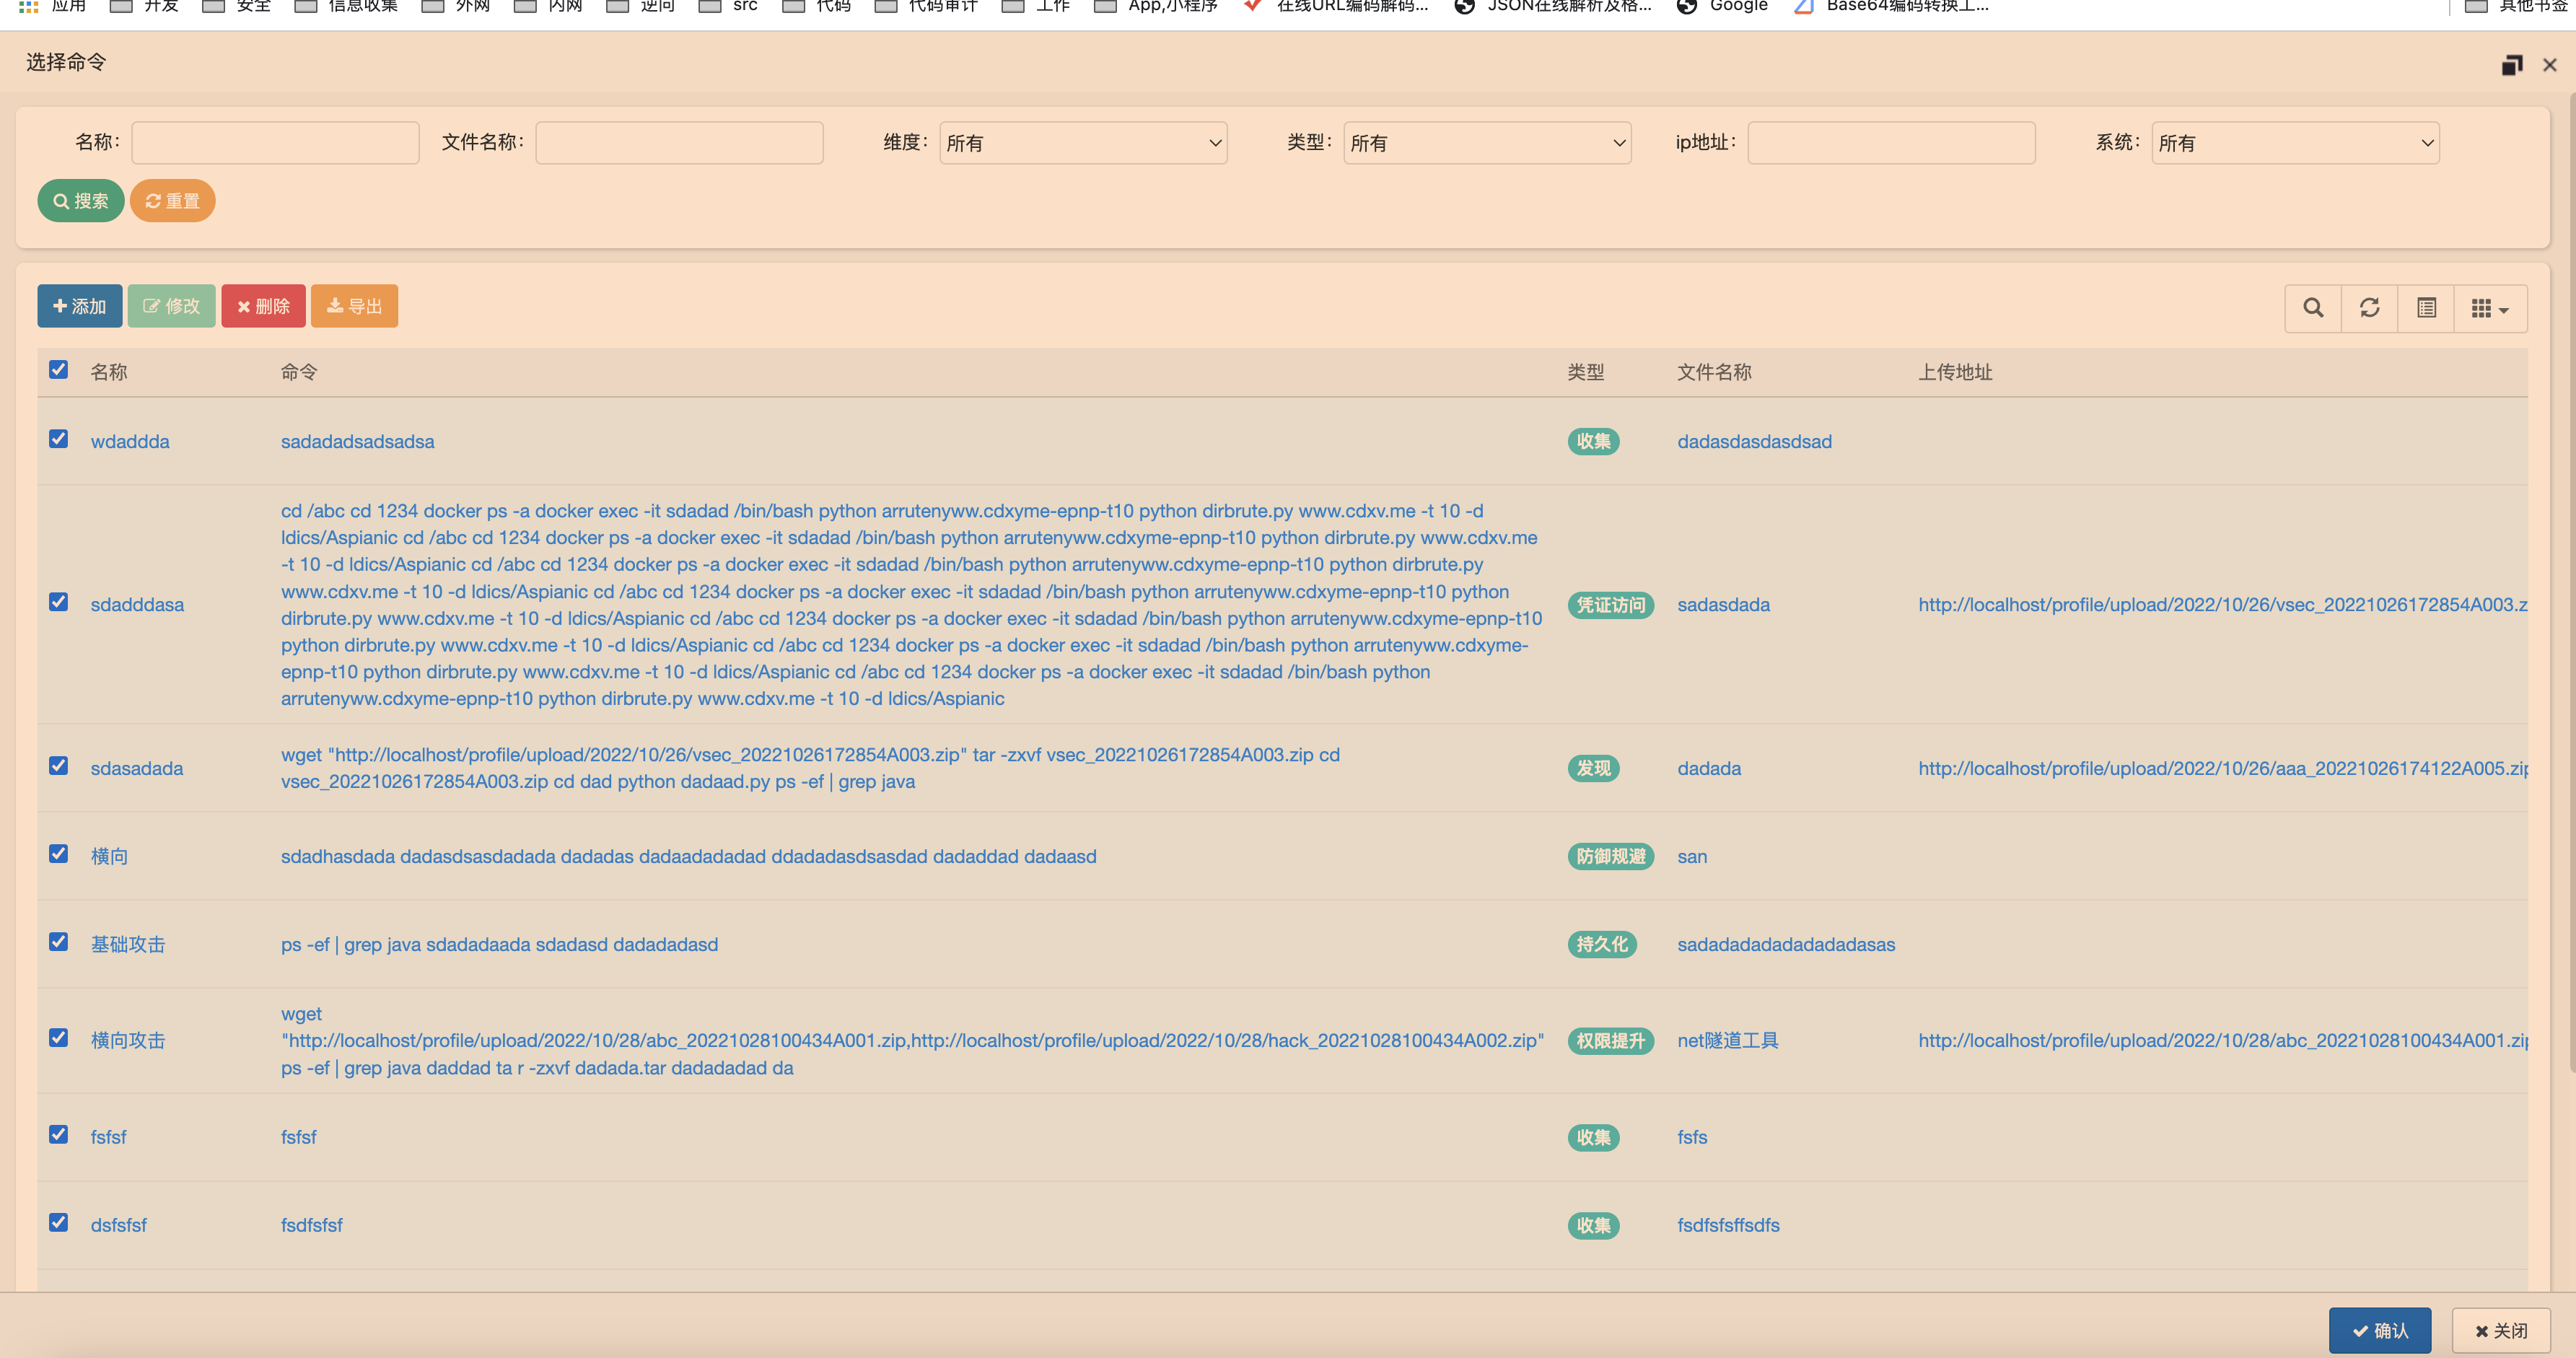 应用 开发 安全 信息收集 外网 内网 逆向 src 代码 代码审计 工作 App,小程序 在线URL编码解码... JSON在线解析及格... Google Base64编码转换工... 其他书签
选择命令
名称: 文件名称: 维度: 所有 类型: 所有 ip地址: 系统: 所有
搜索 重置
添加 修改 删除 导出
名称 命令 类型 文件名称 上传地址
wdaddda sadadadsadsadsa 收集 dadasdasdasdsad
cd /abc cd 1234 docker ps -a docker exec -it sdadad /bin/bash python arrutenyww.cdxyme-epnp-t10 python dirbrute.py www.cdxv.me -t 10 -d
ldics/Aspianic cd /abc cd 1234 docker ps -a docker exec -it sdadad /bin/bash python arrutenyww.cdxyme-epnp-t10 python dirbrute.py www.cdxv.me
-t 10 -d ldics/Aspianic cd /abc cd 1234 docker ps -a docker exec -it sdadad /bin/bash python arrutenyww.cdxyme-epnp-t10 python dirbrute.py
www.cdxv.me -t 10 -d ldics/Aspianic cd /abc cd 1234 docker ps -a docker exec -it sdadad /bin/bash python arrutenyww.cdxyme-epnp-t10 python
sdadddasa 凭证访问 sadasdada http://localhost/profile/upload/2022/10/26/vsec_20221026172854A003.z
dirbrute.py www.cdxv.me -t 10 -d ldics/Aspianic cd /abc cd 1234 docker ps -a docker exec -it sdadad /bin/bash python arrutenyww.cdxyme-epnp-t10
python dirbrute.py www.cdxv.me -t 10 -d ldics/Aspianic cd /abc cd 1234 docker ps -a docker exec -it sdadad /bin/bash python arrutenyww.cdxyme-
epnp-t10 python dirbrute.py www.cdxv.me -t 10 -d ldics/Aspianic cd /abc cd 1234 docker ps -a docker exec -it sdadad /bin/bash python
arrutenyww.cdxyme-epnp-t10 python dirbrute.py www.cdxv.me -t 10 -d ldics/Aspianic
wget "http://localhost/profile/upload/2022/10/26/vsec_20221026172854A003.zip" tar -zxvf vsec_20221026172854A003.zip cd
sdasadada 发现 dadada http://localhost/profile/upload/2022/10/26/aaa_20221026174122A005.zip
vsec_20221026172854A003.zip cd dad python dadaad.py ps -ef | grep java
横向 sdadhasdada dadasdsasdadada dadadas dadaadadadad ddadadasdsasdad dadaddad dadaasd 防御规避 san
基础攻击 ps -ef | grep java sdadadaada sdadasd dadadadasd 持久化 sadadadadadadadadasas
wget
横向攻击 "http://localhost/profile/upload/2022/10/28/abc_20221028100434A001.zip,http://localhost/profile/upload/2022/10/28/hack_20221028100434A002.zip" 权限提升 net隧道工具 http://localhost/profile/upload/2022/10/28/abc_20221028100434A001.zip
ps -ef | grep java daddad ta r -zxvf dadada.tar dadadadad da
fsfsf fsfsf 收集 fsfs
dsfsfsf fsdfsfsf 收集 fsdfsfsffsdfs
确认 关闭